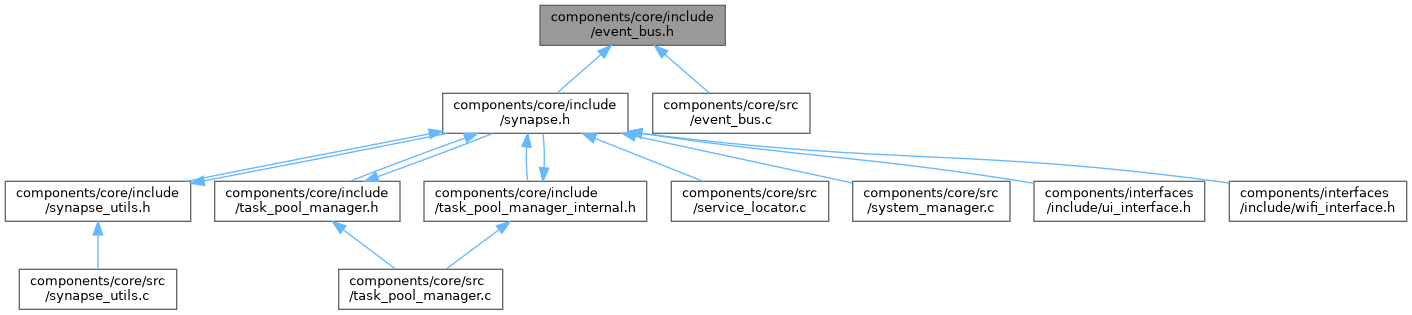 components/core/include
/event_bus.h
components/core/include
/synapse.h
components/core/src
/event_bus.c
components/core/include
/synapse_utils.h
components/core/include
/task_pool_manager.h
components/core/include
/task_pool_manager_internal.h
components/core/src
/service_locator.c
components/core/src
/system_manager.c
components/interfaces
/include/ui_interface.h
components/interfaces
/include/wifi_interface.h
components/core/src
/synapse_utils.c
components/core/src
/task_pool_manager.c